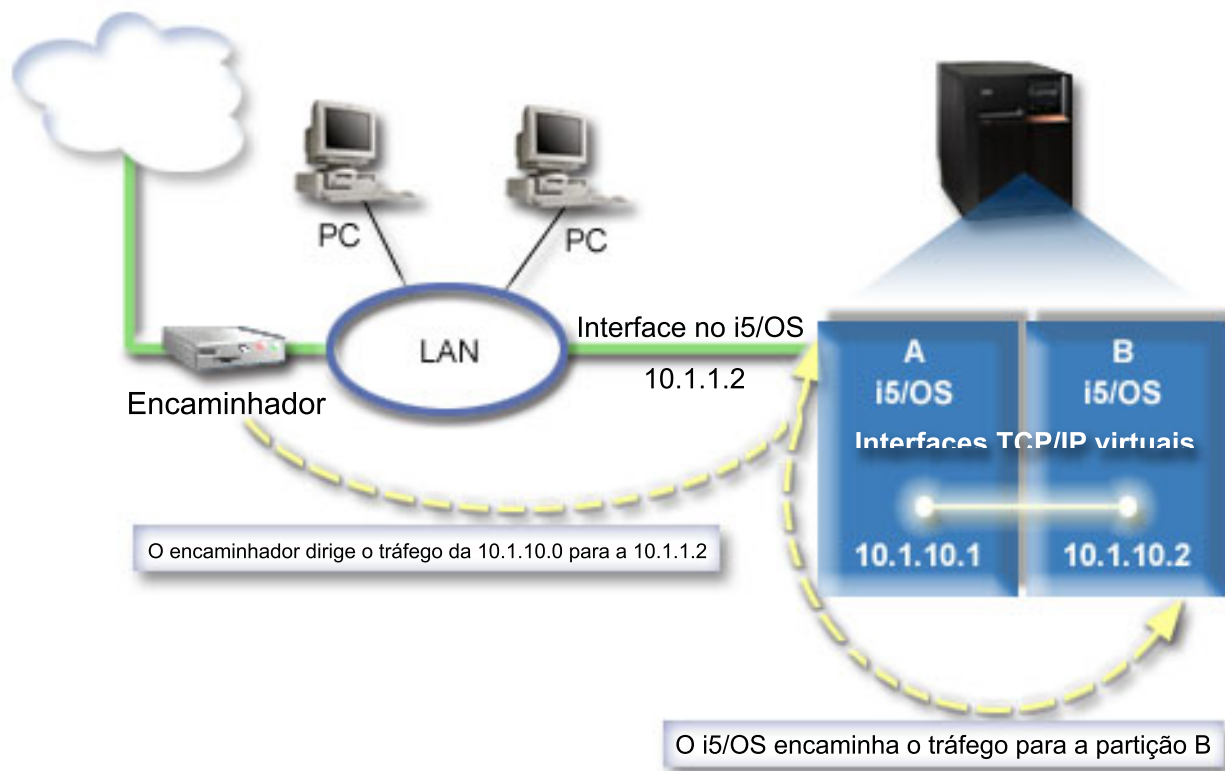 PC
PC
LAN
Interface no i5/OS
10.1.1.2
Encaminhador
A
i5/OS
B
i5/OS
Interfaces TCP/IP virtuais
10.1.10.1
10.1.10.2
O encaminhador dirige o tráfego da 10.1.10.0 para a 10.1.1.2
O i5/OS encaminha o tráfego para a partição B